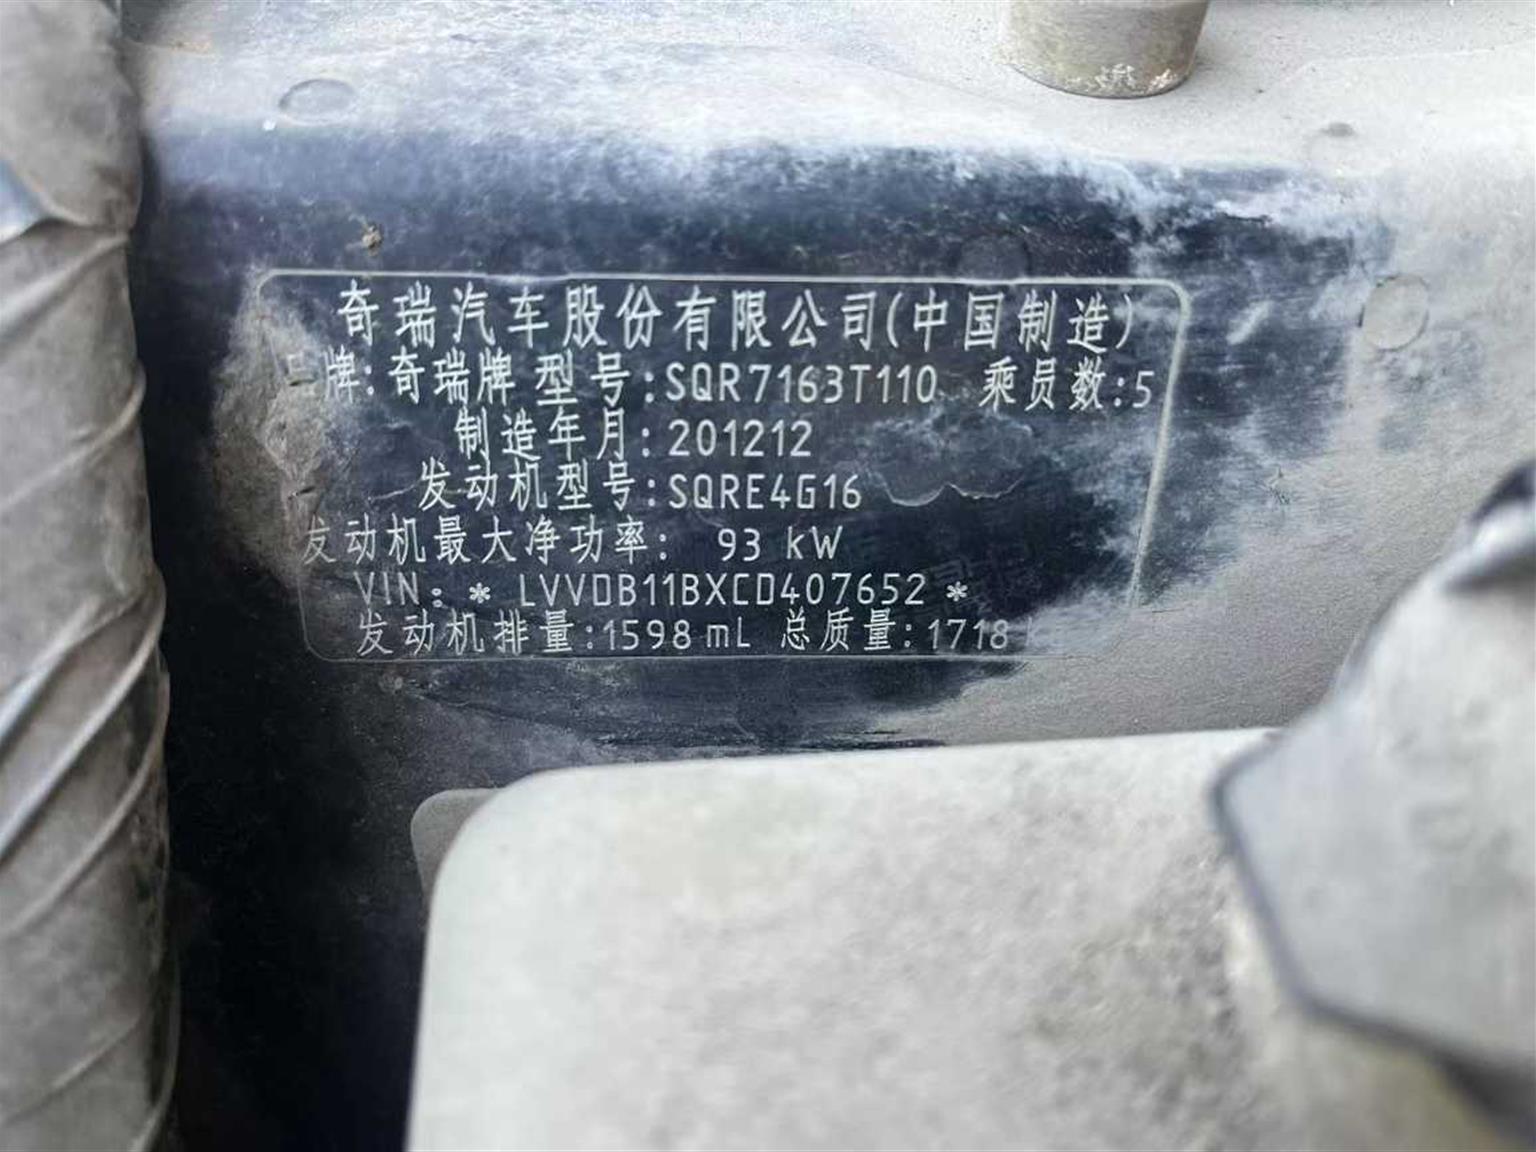 奇瑞汽车股份有限公司(中国制造)
品牌:奇瑞牌 型号:SQR7163T110 乘员数:5
制造年月:201212
发动机型号:SQRE4G16
发动机最大净功率: 93 kW
VIN: * LVVDB11BXCD407652 *
发动机排量:1598mL 总质量:1718